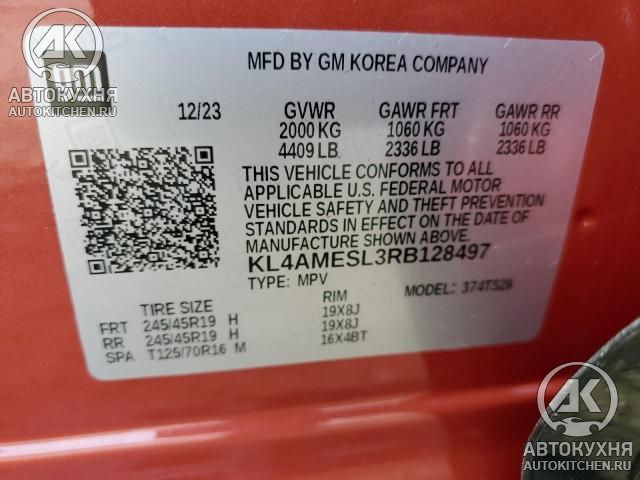 MFD BY GM KOREA COMPANY
gm
12/23 GVWR GAWR FRT GAWR RR
2000 KG 1060 KG 1060 KG
4409 LB 2336 LB 2336 LB
THIS VEHICLE CONFORMS TO ALL
APPLICABLE U.S. FEDERAL MOTOR
VEHICLE SAFETY AND THEFT PREVENTION
STANDARDS IN EFFECT ON THE DATE OF
MANUFACTURE SHOWN ABOVE.
KL4AMESL3RB128497
TYPE: MPV MODEL: 374TS26
TIRE SIZE RIM
FRT 245/45R19 H 19X8J
RR 245/45R19 H 19X8J
SPA T125/70R16 M 16X4BT
АК
АВТОКУХНЯ
AUTOKITCHEN.RU
АК
АВТОКУХНЯ
AUTOKITCHEN.RU